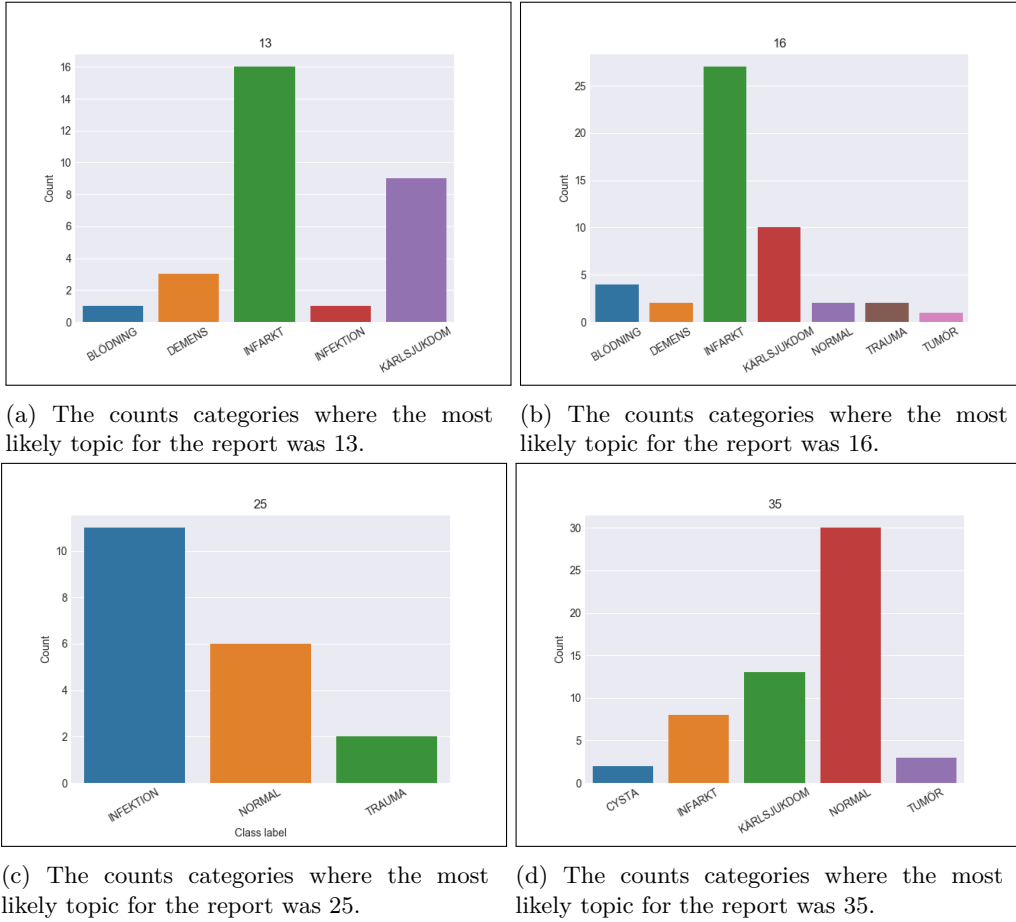 13
16
14
12
10
8
6
4
2
0
Count
BLÖDNING
DEMENS
INFARKT
INFEKTION
KÄRLSJUKDOM
(a) The counts categories where the most
likely topic for the report was 13.
16
25
20
15
10
5
0
Count
BLÖDNING
DEMENS
INFARKT
KÄRLSJUKDOM
NORMAL
TRAUMA
TUMÖR
(b) The counts categories where the most
likely topic for the report was 16.
25
10
8
6
4
2
0
Count
INFEKTION
NORMAL
TRAUMA
Class label
(c) The counts categories where the most
likely topic for the report was 25.
35
30
25
20
15
10
5
0
Count
CYSTA
INFARKT
KÄRLSJUKDOM
NORMAL
TUMÖR
(d) The counts categories where the most
likely topic for the report was 35.